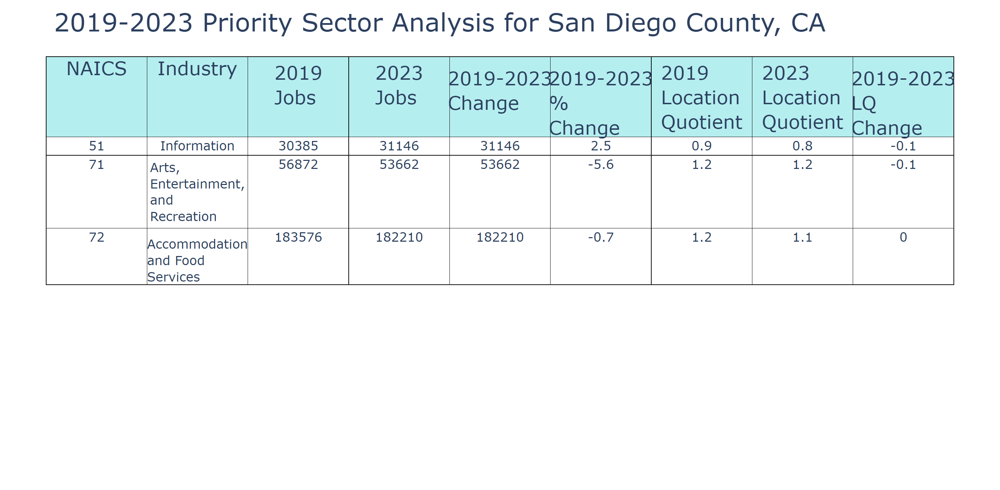 2019-2023 Priority Sector Analysis for San Diego County, CA
NAICS
Industry
2019
Jobs
2023
Jobs
2019-2023
Change
2019-2023
%
Change
2019
Location
Quotient
2023
Location
Quotient
2019-2023
LQ
Change
51
Information
30385
31146
31146
2.5
0.9
0.8
-0.1
71
Arts,
Entertainment,
and
Recreation
56872
53662
53662
-5.6
1.2
1.2
-0.1
72
Accommodation
and Food
Services
183576
182210
182210
-0.7
1.2
1.1
0